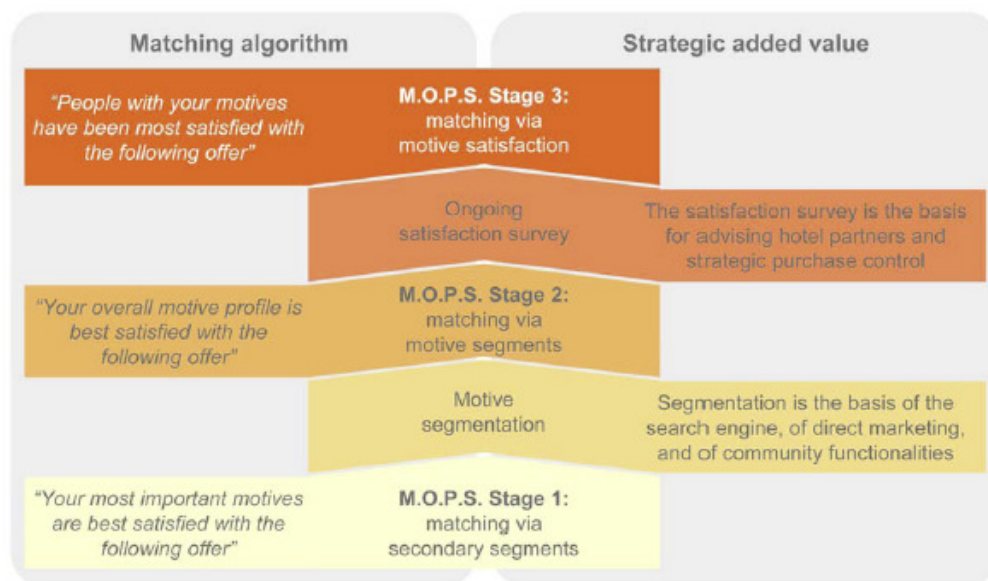 Matching algorithm
Strategic added value
"People with your motives
have been most satisfied with
the following offer"
M.O.P.S. Stage 3:
matching via
motive satisfaction
Ongoing
satisfaction survey
The satisfaction survey is the basis
for advising hotel partners and
strategic purchase control
"Your overall motive profile is
best satisfied with the
following offer"
M.O.P.S. Stage 2:
matching via
motive segments
Motive
segmentation
Segmentation is the basis of the
search engine, of direct marketing,
and of community functionalities
"Your most important motives
are best satisfied with the
following offer"
M.O.P.S. Stage 1:
matching via
secondary segments